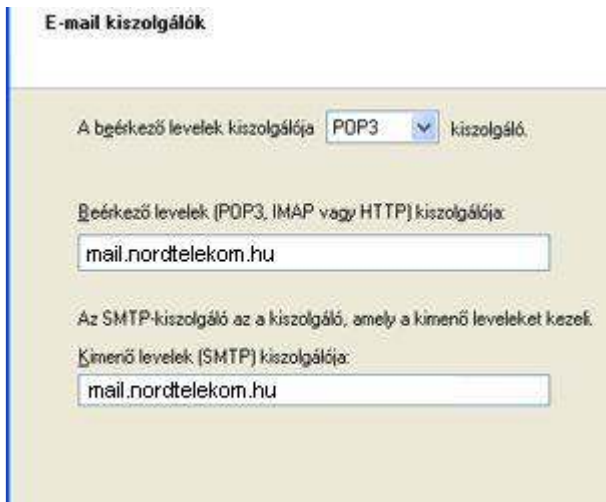 E-mail kiszolgálók
A beérkező levelek kiszolgálója POP3 kiszolgáló.
Beérkező levelek (POP3, IMAP vagy HTTP) kiszolgálója:
mail.nordtelekom.hu
Az SMTP-kiszolgáló az a kiszolgáló, amely a kimenő leveleket kezeli.
Kimenő levelek (SMTP) kiszolgálója:
mail.nordtelekom.hu